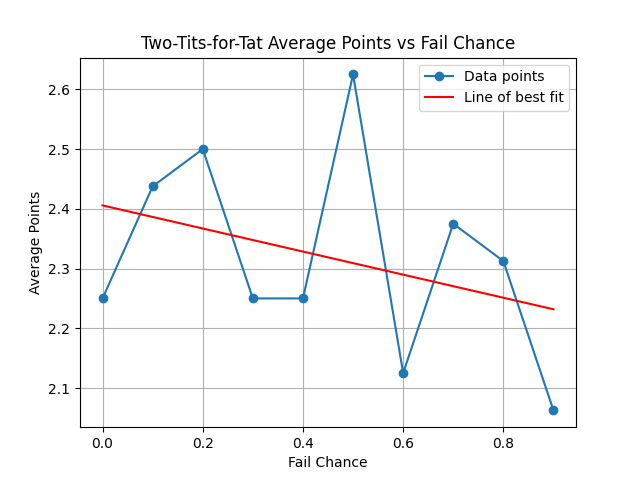 Two-Tits-for-Tat Average Points vs Fail Chance
Data points
Line of best fit
2.6
2.5
2.4
2.3
2.2
2.1
Average Points
0.0
0.2
0.4
0.6
0.8
Fail Chance